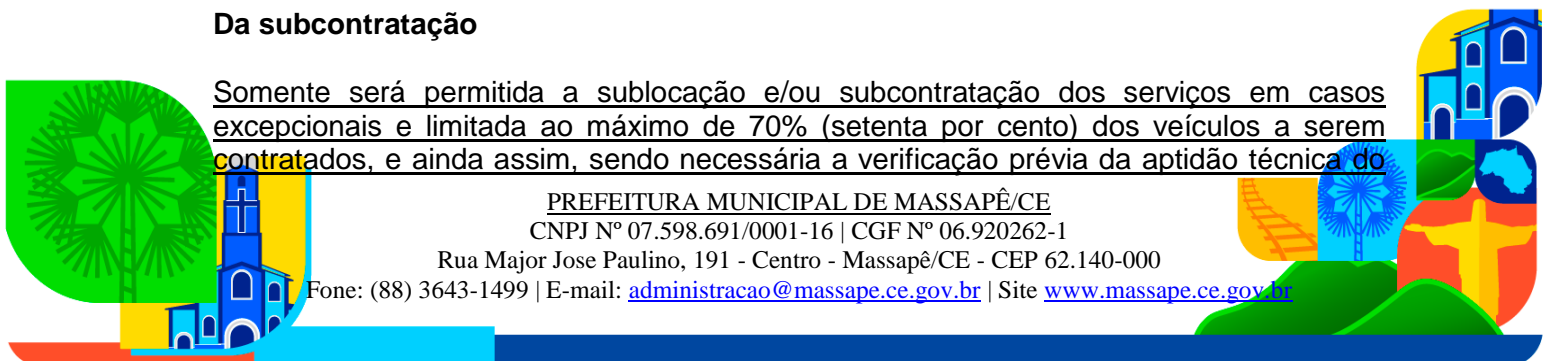 Da subcontratação
Somente será permitida a sublocação e/ou subcontratação dos serviços em casos
excepcionais e limitada ao máximo de 70% (setenta por cento) dos veículos a serem
contratados, e ainda assim, sendo necessária a verificação prévia da aptidão técnica do
PREFEITURA MUNICIPAL DE MASSAPÊ/CE
CNPJ Nº 07.598.691/0001-16 | CGF Nº 06.920262-1
Rua Major Jose Paulino, 191 - Centro - Massapê/CE - CEP 62.140-000
Fone: (88) 3643-1499 | E-mail: administracao@massape.ce.gov.br | Site www.massape.ce.gov.br